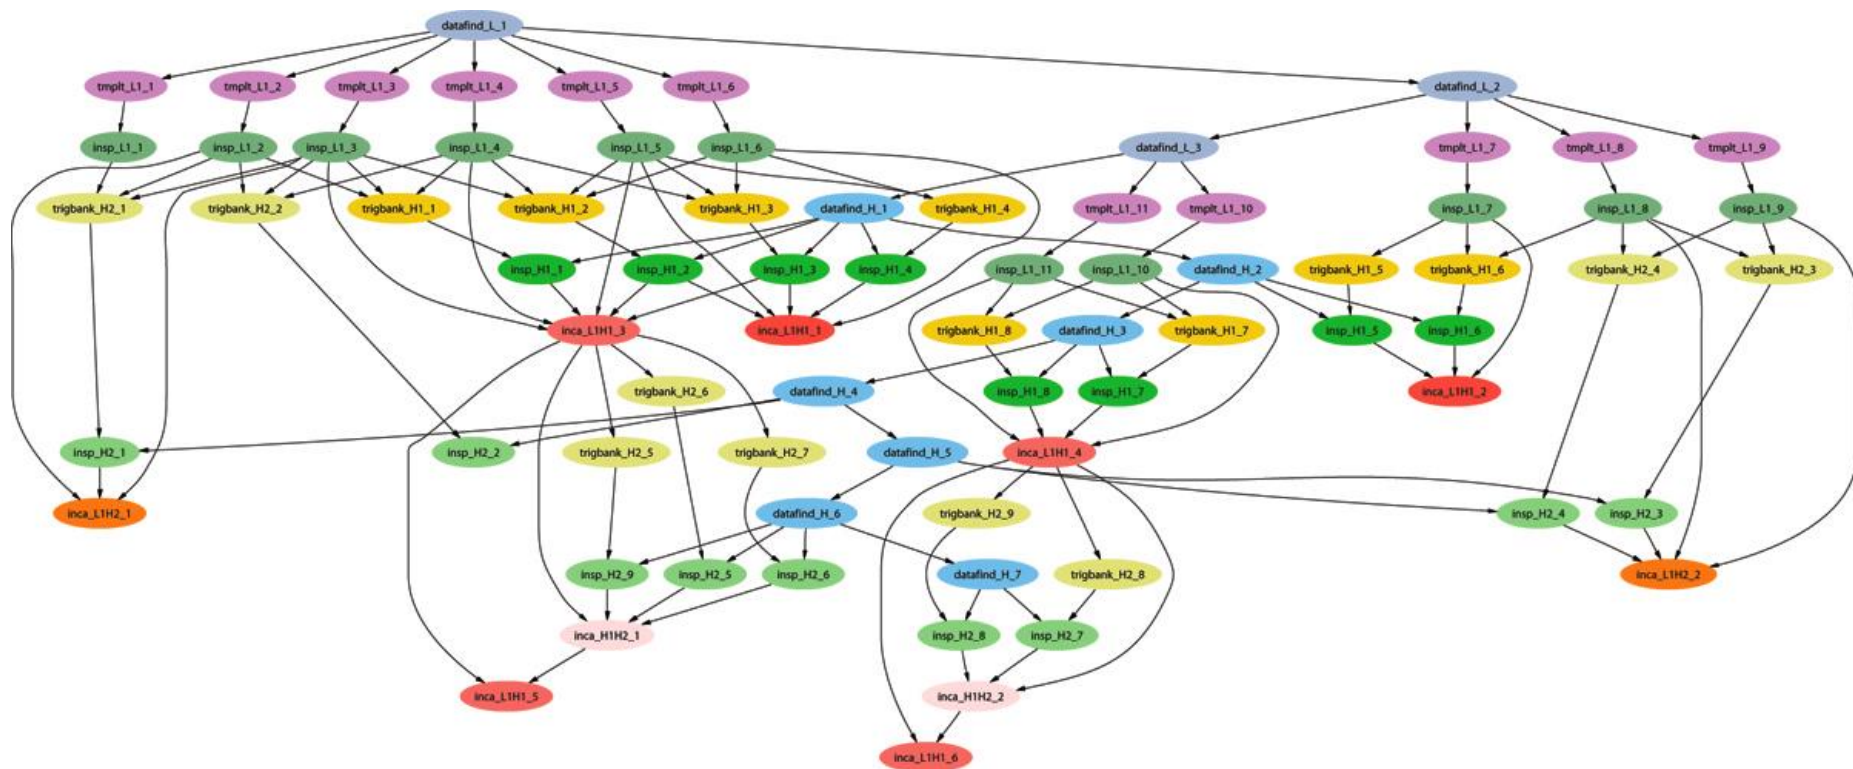 datafind_L_1
tmplt_L1_1 tmplt_L1_2 tmplt_L1_3 tmplt_L1_4 tmplt_L1_5 tmplt_L1_6 datafind_L_2
insp_L1_1 insp_L1_2 insp_L1_3 insp_L1_4 insp_L1_5 insp_L1_6 datafind_L_3 tmplt_L1_7 tmplt_L1_8 tmplt_L1_9
trigbank_H2_1 trigbank_H2_2 trigbank_H1_1 trigbank_H1_2 trigbank_H1_3 datafind_H_1 trigbank_H1_4 tmplt_L1_11 tmplt_L1_10 insp_L1_7 insp_L1_8 insp_L1_9
insp_H1_1 insp_H1_2 insp_H1_3 insp_H1_4 insp_L1_11 insp_L1_10 datafind_H_2 trigbank_H1_5 trigbank_H1_6 trigbank_H2_4 trigbank_H2_3
inca_L1H1_3 inca_L1H1_1 trigbank_H1_8 datafind_H_3 trigbank_H1_7 insp_H1_5 insp_H1_6
trigbank_H2_6 datafind_H_4 insp_H1_8 insp_H1_7 inca_L1H1_2
insp_H2_1 insp_H2_2 trigbank_H2_5 trigbank_H2_7 datafind_H_5 inca_L1H1_4
inca_L1H2_1 datafind_H_6 trigbank_H2_9 insp_H2_4 insp_H2_3
insp_H2_9 insp_H2_5 insp_H2_6 datafind_H_7 trigbank_H2_8 inca_L1H2_2
inca_H1H2_1 insp_H2_8 insp_H2_7
inca_L1H1_5 inca_H1H2_2
inca_L1H1_6